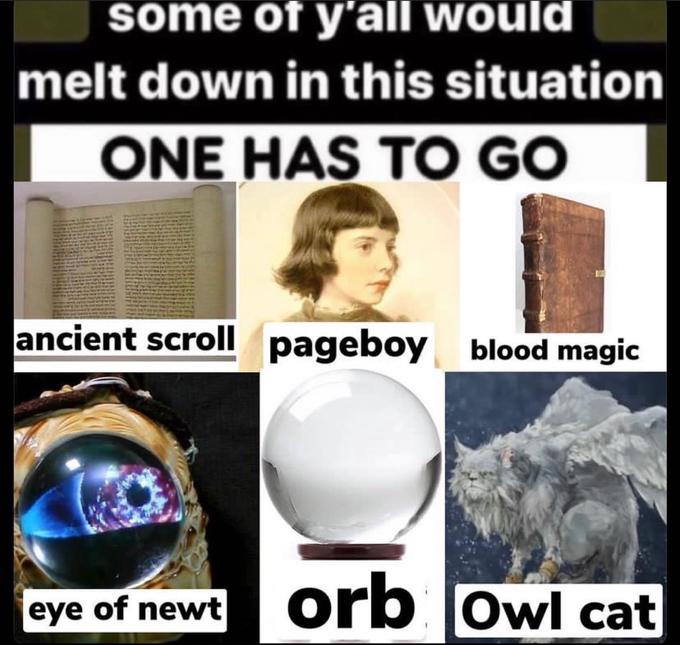 some of y'all would
melt down in this situation
ONE HAS TO GO
ancient scroll
pageboy
blood magic
eye of newt
orb
Owl cat